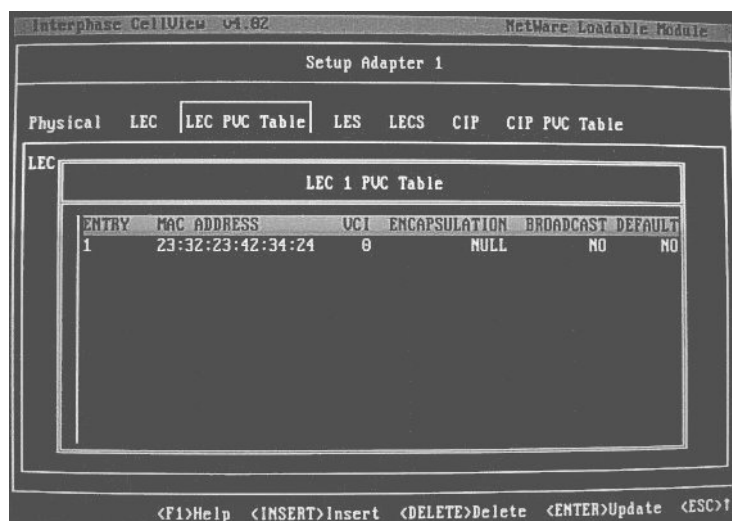 Interphase CellView v4.82 NetWare Loadable Module
Setup Adapter 1
Physical LEC LEC PVC Table LES LECS CIP CIP PVC Table
LEC
LEC 1 PVC Table
ENTRY MAC ADDRESS VCI ENCAPSULATION BROADCAST DEFAULT
1 23:32:23:42:34:24 0 NULL NO NO
<F1>Help <INSERT>Insert <DELETE>Delete <ENTER>Update <ESC>↑